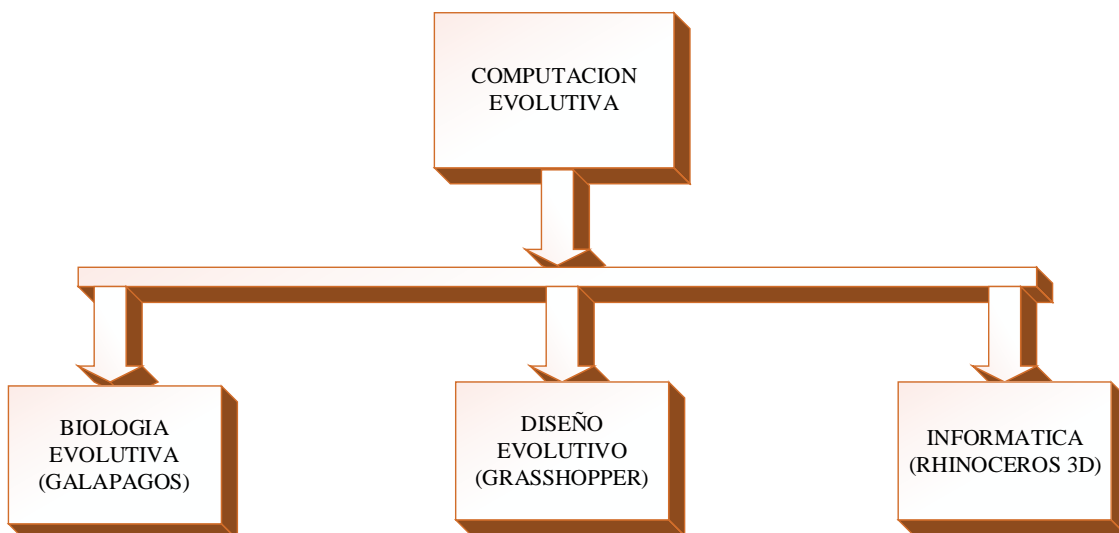 COMPUTACION
EVOLUTIVA
BIOLOGIA
EVOLUTIVA
(GALAPAGOS)
DISEÑO
EVOLUTIVO
(GRASSHOPPER)
INFORMATICA
(RHINOCEROS 3D)